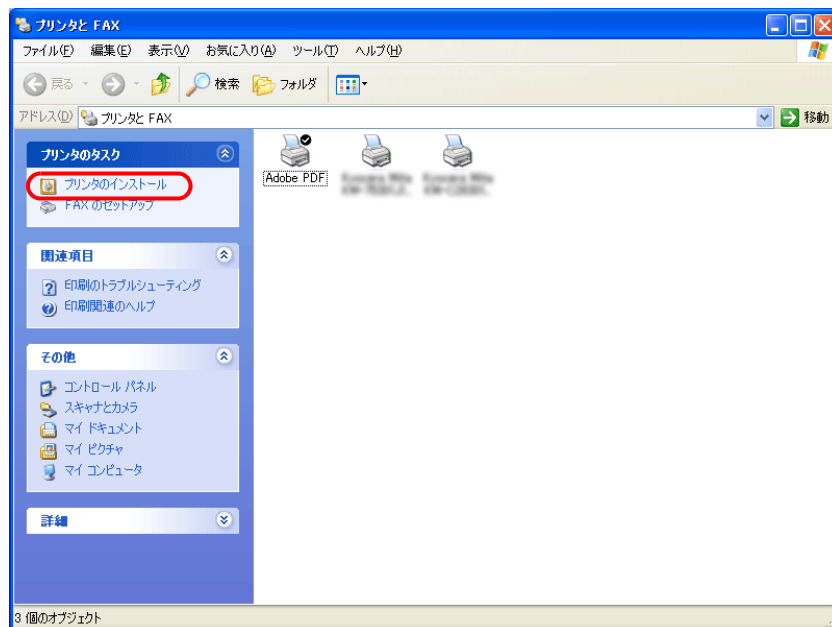 プリンタと FAX
ファイル(F) 編集(E) 表示(V) お気に入り(A) ツール(T) ヘルプ(H)
戻る 検索 フォルダ
アドレス(D) プリンタと FAX 移動
プリンタのタスク
プリンタのインストール
FAX のセットアップ
関連項目
印刷のトラブルシューティング
印刷関連のヘルプ
その他
コントロール パネル
スキャナとカメラ
マイ ドキュメント
マイ ピクチャ
マイ コンピュータ
詳細
Adobe PDF
3 個のオブジェクト